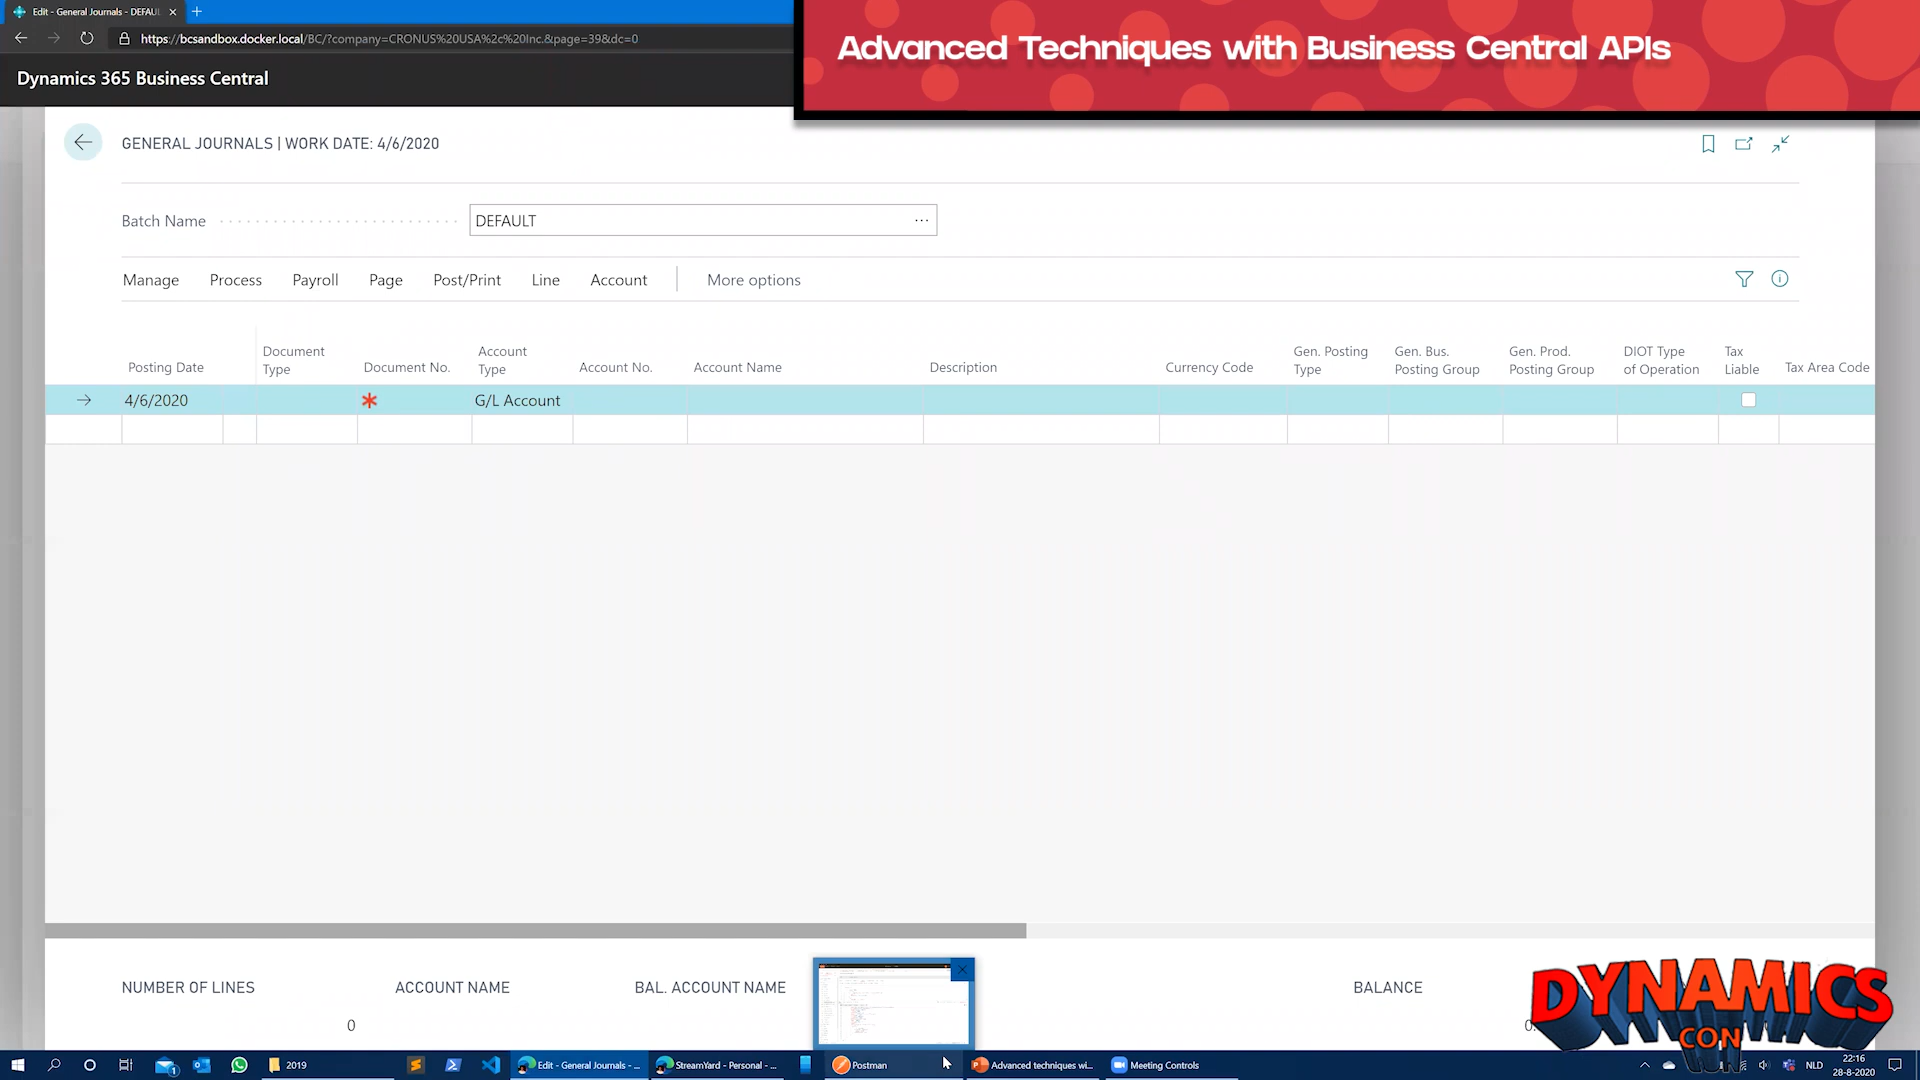 Edit - General Journals - DEFAU
https://bcsandbox.docker.local/BC/?company=CRONUS%20USA%2c%20Inc.&page=39&dc=0
Advanced Techniques with Business Central APIs
Dynamics 365 Business Central
GENERAL JOURNALS | WORK DATE: 4/6/2020
Batch Name
DEFAULT
Manage Process Payroll Page Post/Print Line Account More options
Posting Date
Document Type
Document No.
Account Type
Account No.
Account Name
Description
Currency Code
Gen. Posting Type
Gen. Bus. Posting Group
Gen. Prod. Posting Group
DIOT Type of Operation
Tax Liable
Tax Area Code
4/6/2020 G/L Account
NUMBER OF LINES
ACCOUNT NAME
BAL. ACCOUNT NAME
BALANCE
0
DYNAMICS
CON
2019
Edit - General Journals - ...
StreamYard - Personal - ...
Postman
Advanced techniques wi...
Meeting Controls
NLD
22:16
28-8-2020